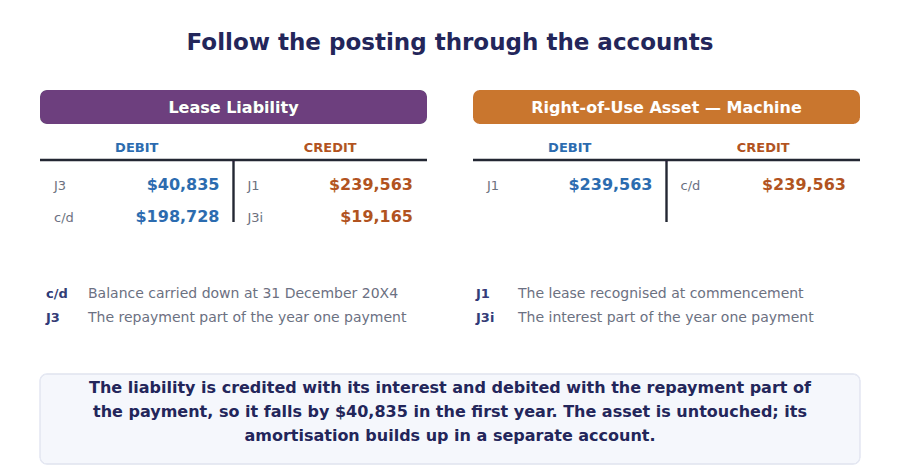 Follow the posting through the accounts
Lease Liability
DEBIT CREDIT
J3 $40,835 J1 $239,563
c/d $198,728 J3i $19,165
Right-of-Use Asset — Machine
DEBIT CREDIT
J1 $239,563 c/d $239,563
c/d Balance carried down at 31 December 20X4
J3 The repayment part of the year one payment
J1 The lease recognised at commencement
J3i The interest part of the year one payment
The liability is credited with its interest and debited with the repayment part of
the payment, so it falls by $40,835 in the first year. The asset is untouched; its
amortisation builds up in a separate account.